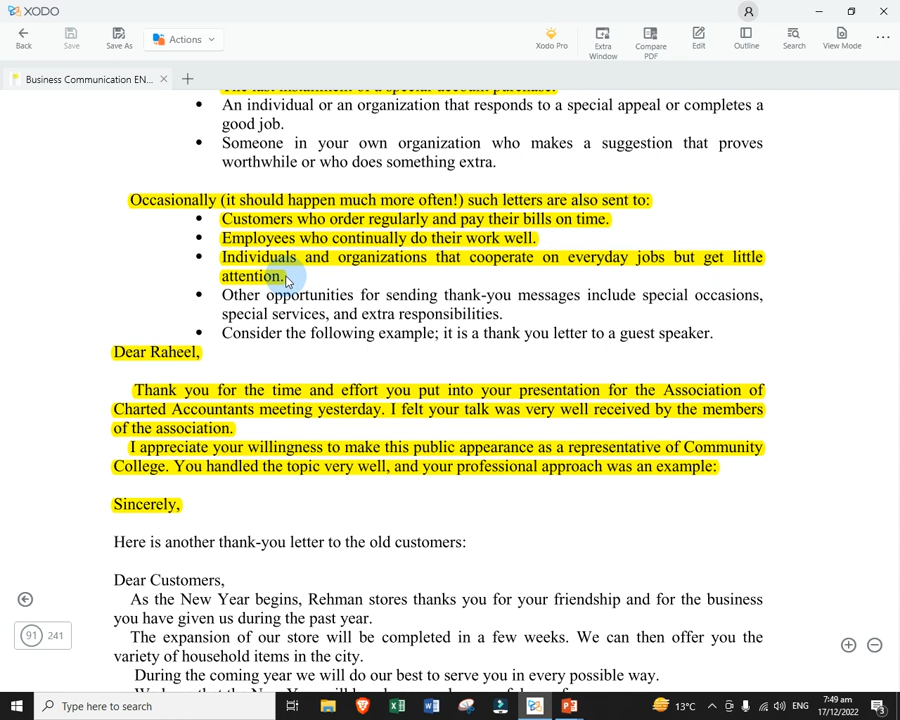 XODO
Back
Save
Save As
Actions
Xodo Pro
Extra Window
Compare PDF
Edit
Outline
Search
View Mode
Business Communication EN...
The last installment of a special account purchase.
• An individual or an organization that responds to a special appeal or completes a
good job.
• Someone in your own organization who makes a suggestion that proves
worthwhile or who does something extra.
Occasionally (it should happen much more often!) such letters are also sent to:
• Customers who order regularly and pay their bills on time.
• Employees who continually do their work well.
• Individuals and organizations that cooperate on everyday jobs but get little
attention.
• Other opportunities for sending thank-you messages include special occasions,
special services, and extra responsibilities.
• Consider the following example; it is a thank you letter to a guest speaker.
Dear Raheel,
Thank you for the time and effort you put into your presentation for the Association of
Charted Accountants meeting yesterday. I felt your talk was very well received by the members
of the association.
I appreciate your willingness to make this public appearance as a representative of Community
College. You handled the topic very well, and your professional approach was an example:
Sincerely,
Here is another thank-you letter to the old customers:
Dear Customers,
As the New Year begins, Rehman stores thanks you for your friendship and for the business
you have given us during the past year.
The expansion of our store will be completed in a few weeks. We can then offer you the
variety of household items in the city.
During the coming year we will do our best to serve you in every possible way.
91 241
Type here to search
13°C
ENG
7:49 am
17/12/2022
3